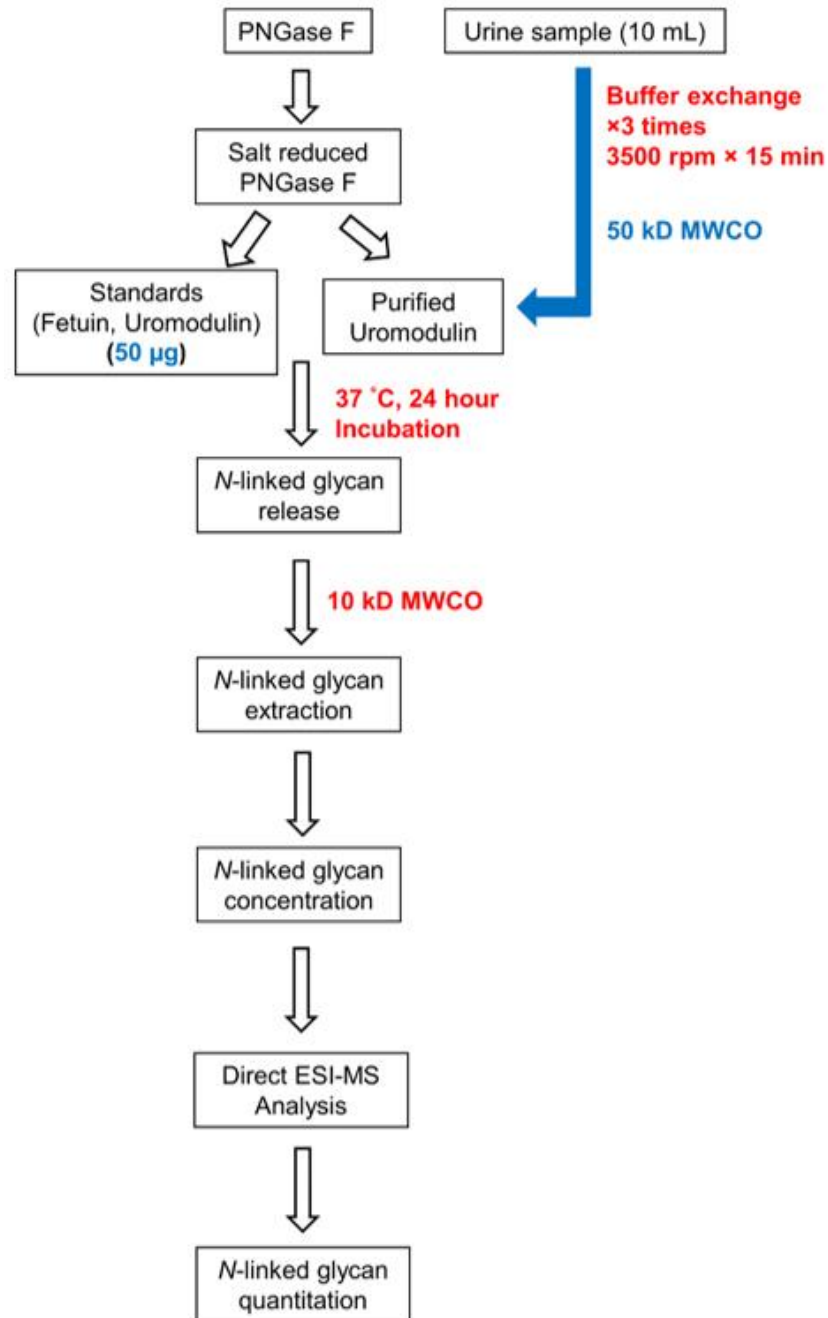 PNGase F
Urine sample (10 mL)
Buffer exchange
×3 times
3500 rpm × 15 min
Salt reduced
PNGase F
50 kD MWCO
Standards
(Fetuin, Uromodulin)
(50 µg)
Purified
Uromodulin
37 ˚C, 24 hour
Incubation
N-linked glycan
release
10 kD MWCO
N-linked glycan
extraction
N-linked glycan
concentration
Direct ESI-MS
Analysis
N-linked glycan
quantitation